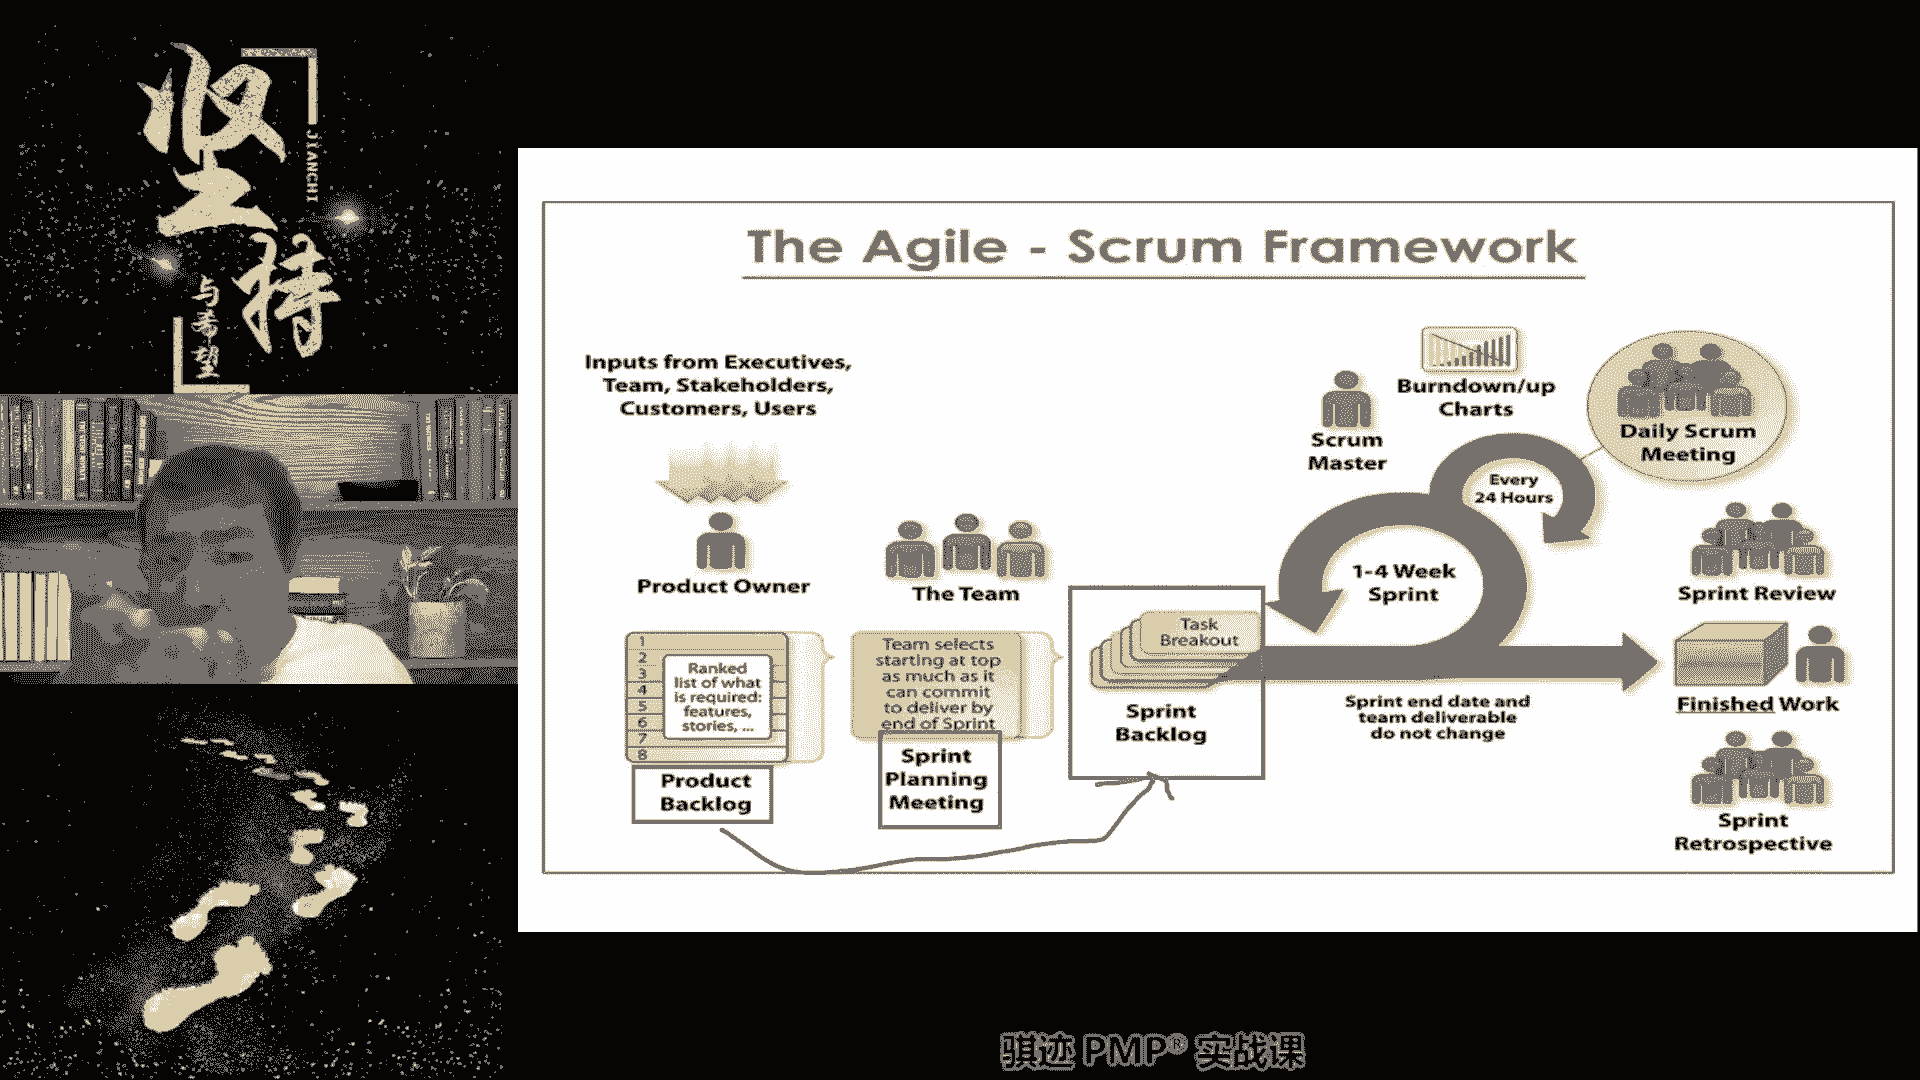 坚持
JIANCHI
与希望
The Agile - Scrum Framework
Inputs from Executives,
Team, Stakeholders,
Customers, Users
Product Owner
The Team
1
2
3
4
5
6
7
8
Ranked
list of what
is required:
features,
stories, ...
Product
Backlog
Team selects
starting at top
as much as it
can commit
to deliver by
end of Sprint
Sprint
Planning
Meeting
Task
Breakout
Sprint
Backlog
Scrum
Master
Burndown/up
Charts
Every
24 Hours
1-4 Week
Sprint
Daily Scrum
Meeting
Sprint end date and
team deliverable
do not change
Sprint Review
Finished Work
Sprint
Retrospective
骐迹 PMP® 实战课